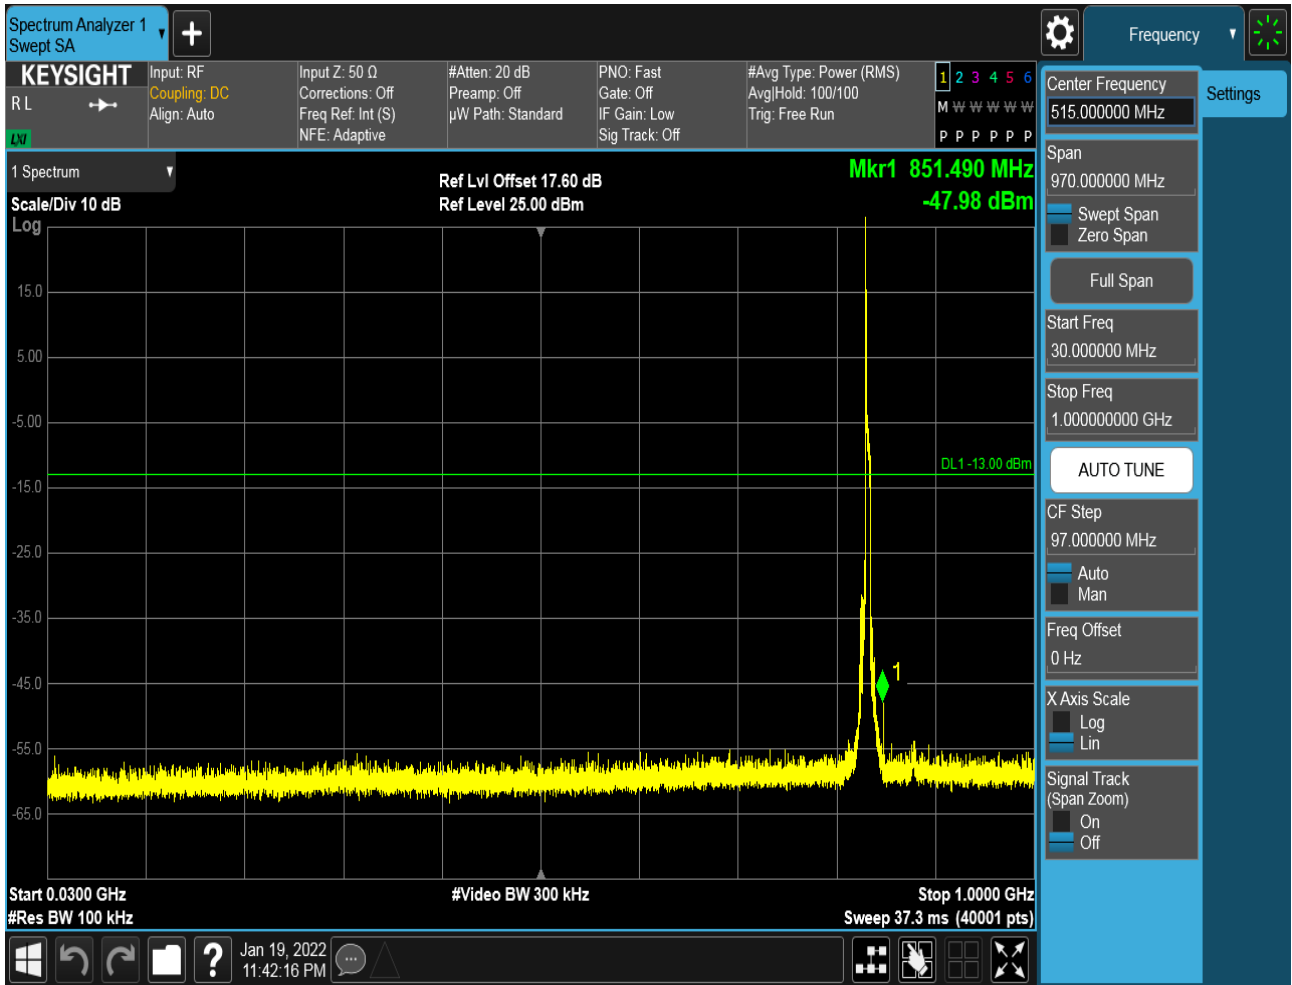 Spectrum Analyzer 1
Swept SA
Frequency
KEYSIGHT
R L
LXI
Input: RF
Coupling: DC
Align: Auto
Input Z: 50 Ω
Corrections: Off
Freq Ref: Int (S)
NFE: Adaptive
#Atten: 20 dB
Preamp: Off
µW Path: Standard
PNO: Fast
Gate: Off
IF Gain: Low
Sig Track: Off
#Avg Type: Power (RMS)
Avg|Hold: 100/100
Trig: Free Run
1 2 3 4 5 6
M W W W W W
P P P P P P
1 Spectrum
Scale/Div 10 dB
Log
Ref Lvl Offset 17.60 dB
Ref Level 25.00 dBm
Mkr1 851.490 MHz
-47.98 dBm
15.0
5.00
-5.00
DL1 -13.00 dBm
-15.0
-25.0
-35.0
1
-45.0
-55.0
-65.0
Start 0.0300 GHz
#Video BW 300 kHz
Stop 1.0000 GHz
#Res BW 100 kHz
Sweep 37.3 ms (40001 pts)
Jan 19, 2022
11:42:16 PM
Center Frequency
515.000000 MHz
Settings
Span
970.000000 MHz
Swept Span
Zero Span
Full Span
Start Freq
30.000000 MHz
Stop Freq
1.000000000 GHz
AUTO TUNE
CF Step
97.000000 MHz
Auto
Man
Freq Offset
0 Hz
X Axis Scale
Log
Lin
Signal Track
(Span Zoom)
On
Off